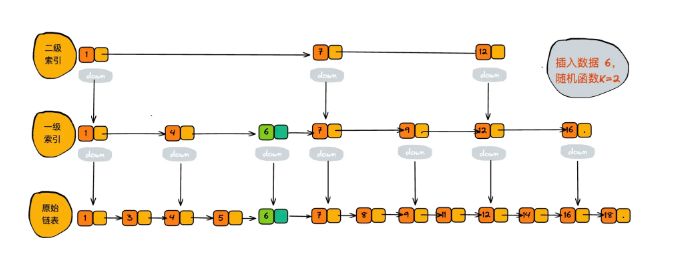 二级
索引
1 7 12
插入数据 6,
随机函数K=2
down down down
一级
索引
1 4 6 7 9 12 16 .
down down down down down down down
原始
链表
1 3 4 5 6 7 8 9 11 12 14 16 18 .